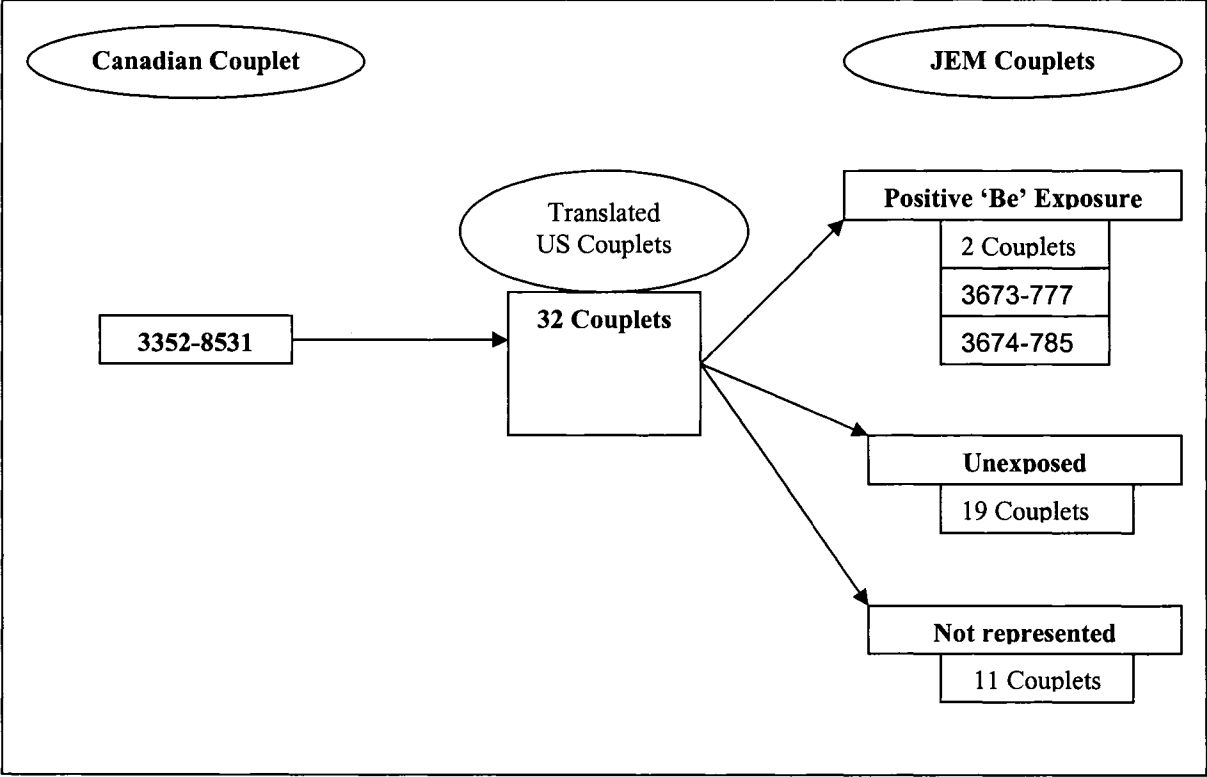 Canadian Couplet
JEM Couplets
Translated
US Couplets
32 Couplets
3352-8531
Positive ‘Be’ Exposure
2 Couplets
3673-777
3674-785
Unexposed
19 Couplets
Not represented
11 Couplets